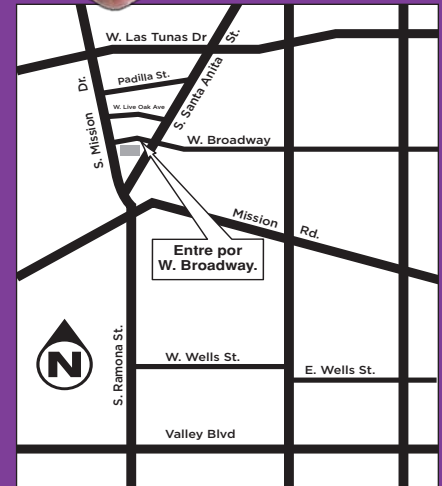 W. Las Tunas Dr
Padilla St.
W. Live Oak Ave
S. Santa Anita St.
S. Mission Dr.
W. Broadway
Mission Rd.
Entre por
W. Broadway.
N
S. Ramona St.
W. Wells St.
E. Wells St.
Valley Blvd